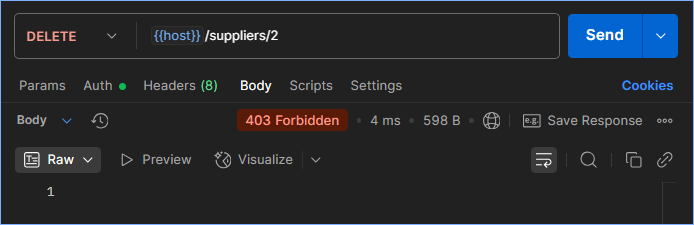 DELETE {{host}} /suppliers/2 Send
Params Auth Headers (8) Body Scripts Settings Cookies
Body 403 Forbidden 4 ms 598 B e.g. Save Response
Raw Preview Visualize
1